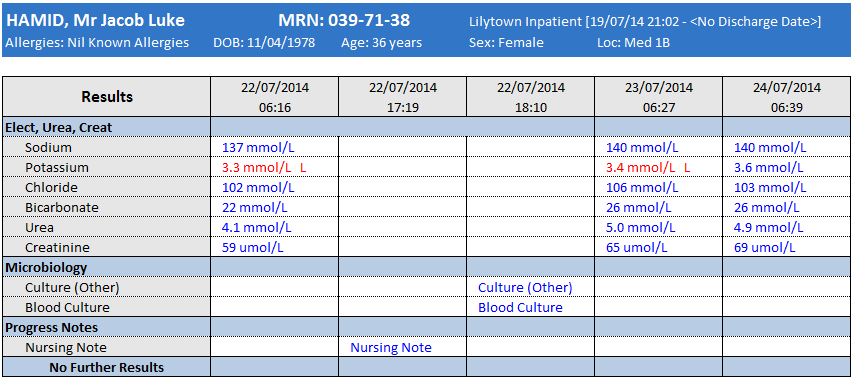 HAMID, Mr Jacob Luke MRN: 039-71-38 Lilytown Inpatient [19/07/14 21:02 - <No Discharge Date>]
Allergies: Nil Known Allergies DOB: 11/04/1978 Age: 36 years Sex: Female Loc: Med 1B
Results 22/07/2014 06:16 22/07/2014 17:19 22/07/2014 18:10 23/07/2014 06:27 24/07/2014 06:39
Elect, Urea, Creat
Sodium 137 mmol/L 140 mmol/L 140 mmol/L
Potassium 3.3 mmol/L L 3.4 mmol/L L 3.6 mmol/L
Chloride 102 mmol/L 106 mmol/L 103 mmol/L
Bicarbonate 22 mmol/L 26 mmol/L 26 mmol/L
Urea 4.1 mmol/L 5.0 mmol/L 4.9 mmol/L
Creatinine 59 umol/L 65 umol/L 69 umol/L
Microbiology
Culture (Other) Culture (Other)
Blood Culture Blood Culture
Progress Notes
Nursing Note Nursing Note
No Further Results